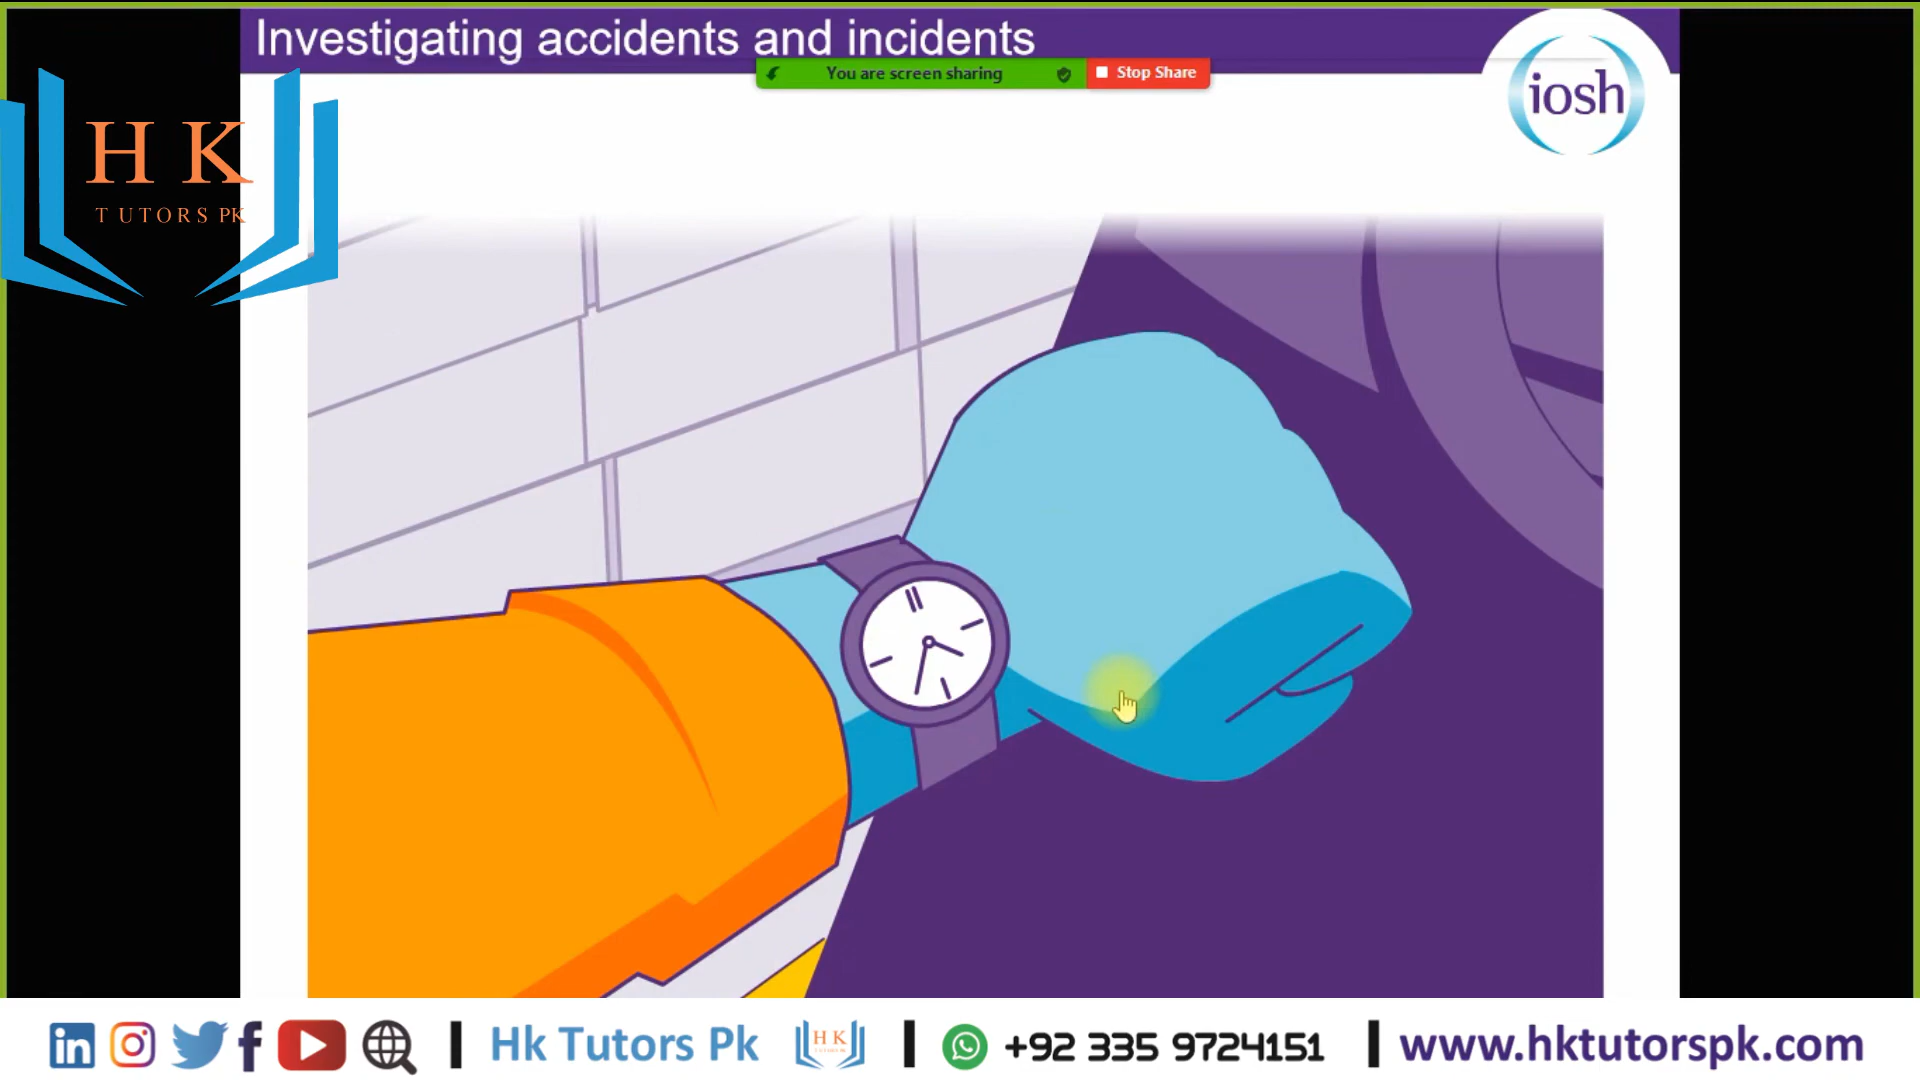 Investigating accidents and incidents
You are screen sharing
Stop Share
iosh
H K
TUTORS PK
Hk Tutors Pk
H K
+92 335 9724151
www.hktutorspk.com